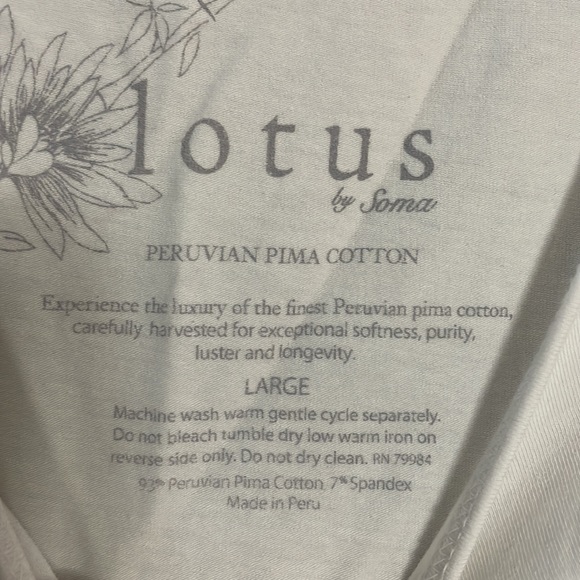 lotus
by Soma
PERUVIAN PIMA COTTON
Experience the luxury of the finest Peruvian pima cotton,
carefully harvested for exceptional softness, purity,
luster and longevity.
LARGE
Machine wash warm gentle cycle separately.
Do not bleach tumble dry low warm iron on
reverse side only. Do not dry clean. RN 79984
93% Peruvian Pima Cotton 7% Spandex
Made in Peru